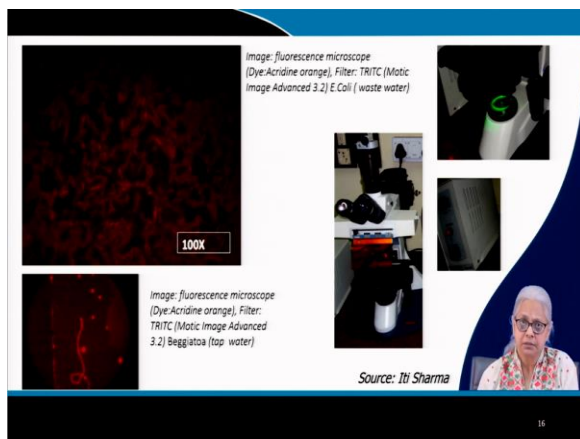 Image: fluorescence microscope
(Dye:Acridine orange), Filter: TRITC (Motic
Image Advanced 3.2) E.Coli ( waste water)
100X
Image: fluorescence microscope
(Dye:Acridine orange), Filter:
TRITC (Motic Image Advanced
3.2) Beggiatoa (tap water)
Source: Iti Sharma
16